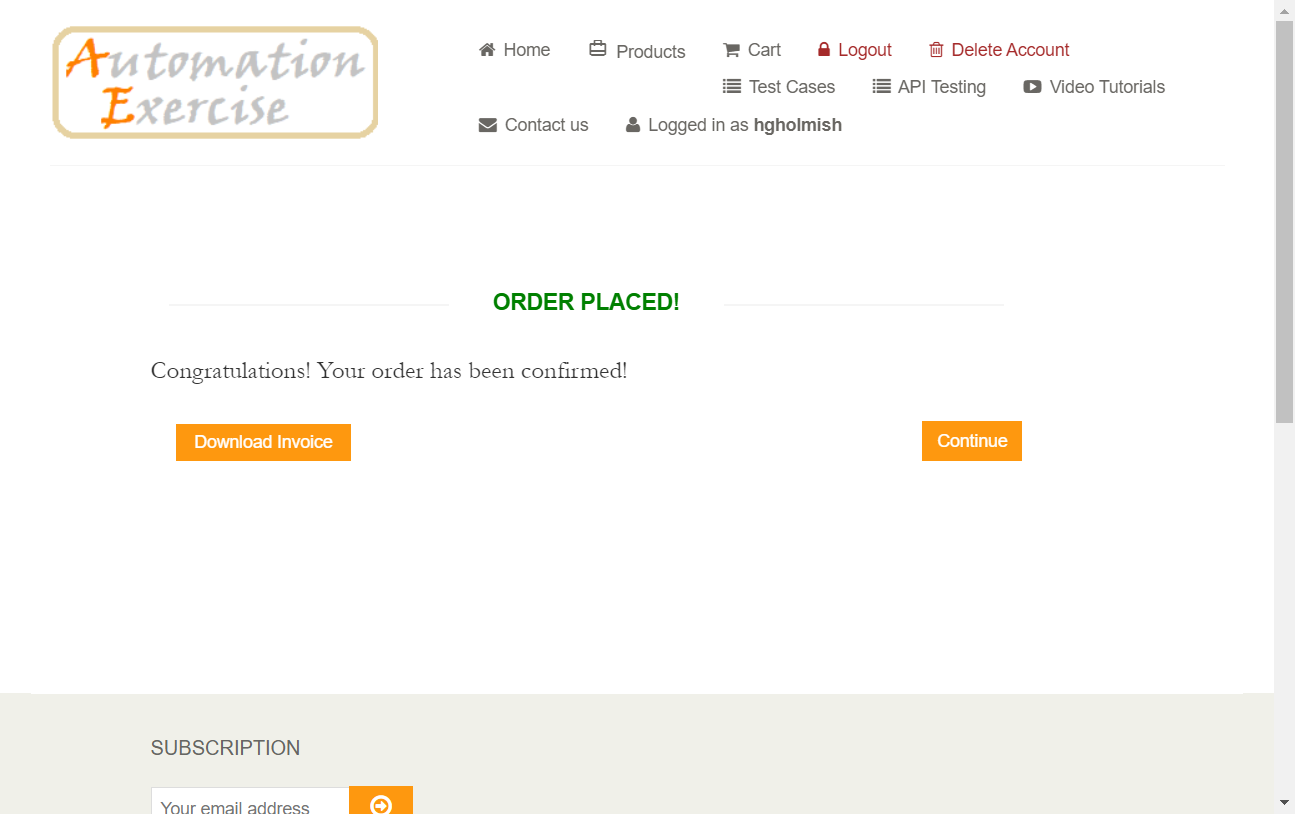 Automation
Exercise
Home Products Cart Logout Delete Account
Test Cases API Testing Video Tutorials
Contact us Logged in as hgholmish
ORDER PLACED!
Congratulations! Your order has been confirmed!
Download Invoice Continue
SUBSCRIPTION
Your email address